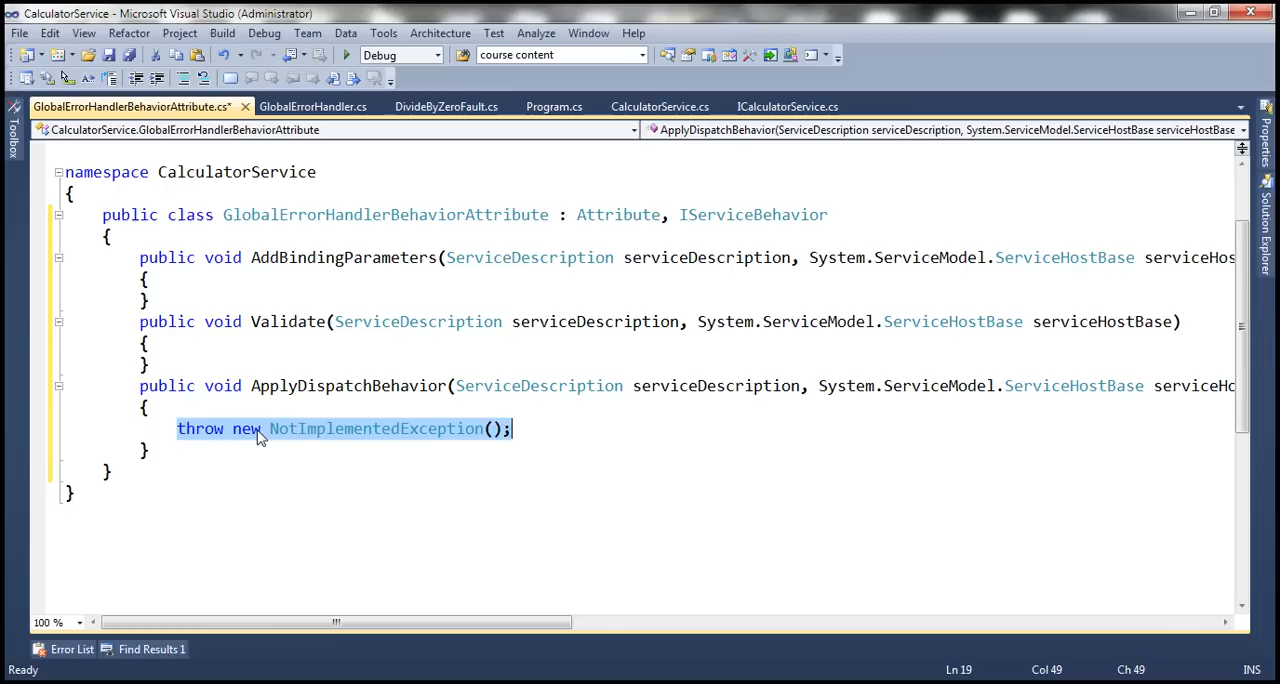 CalculatorService - Microsoft Visual Studio (Administrator)
File Edit View Refactor Project Build Debug Team Data Tools Architecture Test Analyze Window Help
Debug course content
GlobalErrorHandlerBehaviorAttribute.cs* GlobalErrorHandler.cs DivideByZeroFault.cs Program.cs CalculatorService.cs ICalculatorService.cs
CalculatorService.GlobalErrorHandlerBehaviorAttribute ApplyDispatchBehavior(ServiceDescription serviceDescription, System.ServiceModel.ServiceHostBase serviceHostBase
Toolbox
Properties
Solution Explorer
namespace CalculatorService
{
public class GlobalErrorHandlerBehaviorAttribute : Attribute, IServiceBehavior
{
public void AddBindingParameters(ServiceDescription serviceDescription, System.ServiceModel.ServiceHostBase serviceHos
{
}
public void Validate(ServiceDescription serviceDescription, System.ServiceModel.ServiceHostBase serviceHostBase)
{
}
public void ApplyDispatchBehavior(ServiceDescription serviceDescription, System.ServiceModel.ServiceHostBase serviceHo
{
throw new NotImplementedException();
}
}
}
100 %
Error List Find Results 1
Ready Ln 19 Col 49 Ch 49 INS